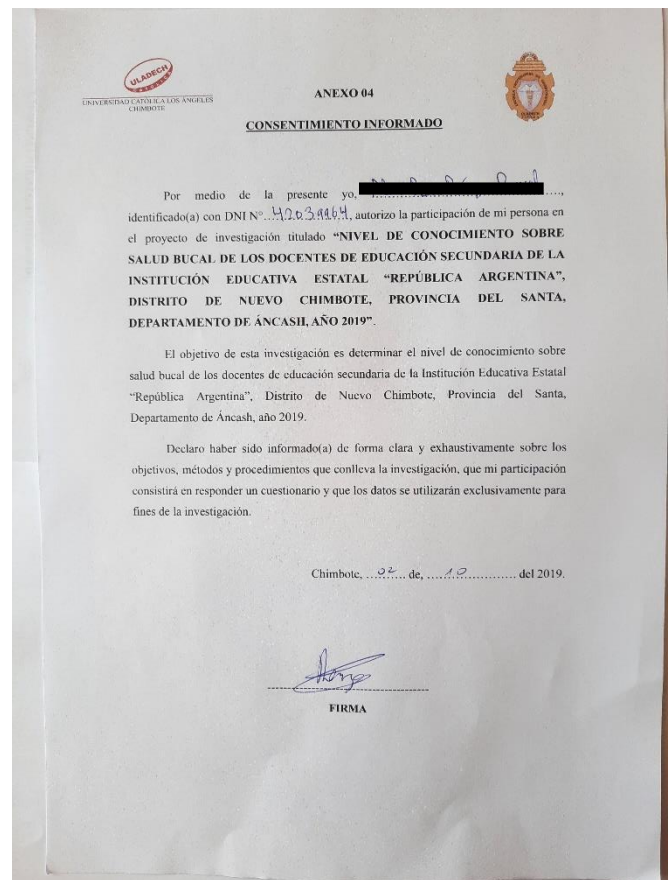 ULADECH
UNIVERSIDAD CATÓLICA LOS ÁNGELES
CHIMBOTE
ANEXO 04
CONSENTIMIENTO INFORMADO
Por medio de la presente yo,
identificado(a) con DNI N° 42039964, autorizo la participación de mi persona en
el proyecto de investigación titulado “NIVEL DE CONOCIMIENTO SOBRE
SALUD BUCAL DE LOS DOCENTES DE EDUCACIÓN SECUNDARIA DE LA
INSTITUCIÓN EDUCATIVA ESTATAL “REPÚBLICA ARGENTINA”,
DISTRITO DE NUEVO CHIMBOTE, PROVINCIA DEL SANTA,
DEPARTAMENTO DE ÁNCASH, AÑO 2019”.
El objetivo de esta investigación es determinar el nivel de conocimiento sobre
salud bucal de los docentes de educación secundaria de la Institución Educativa Estatal
“República Argentina”, Distrito de Nuevo Chimbote, Provincia del Santa,
Departamento de Áncash, año 2019.
Declaro haber sido informado(a) de forma clara y exhaustivamente sobre los
objetivos, métodos y procedimientos que conlleva la investigación, que mi participación
consistirá en responder un cuestionario y que los datos se utilizarán exclusivamente para
fines de la investigación.
Chimbote, 02 de, 10 del 2019.
FIRMA